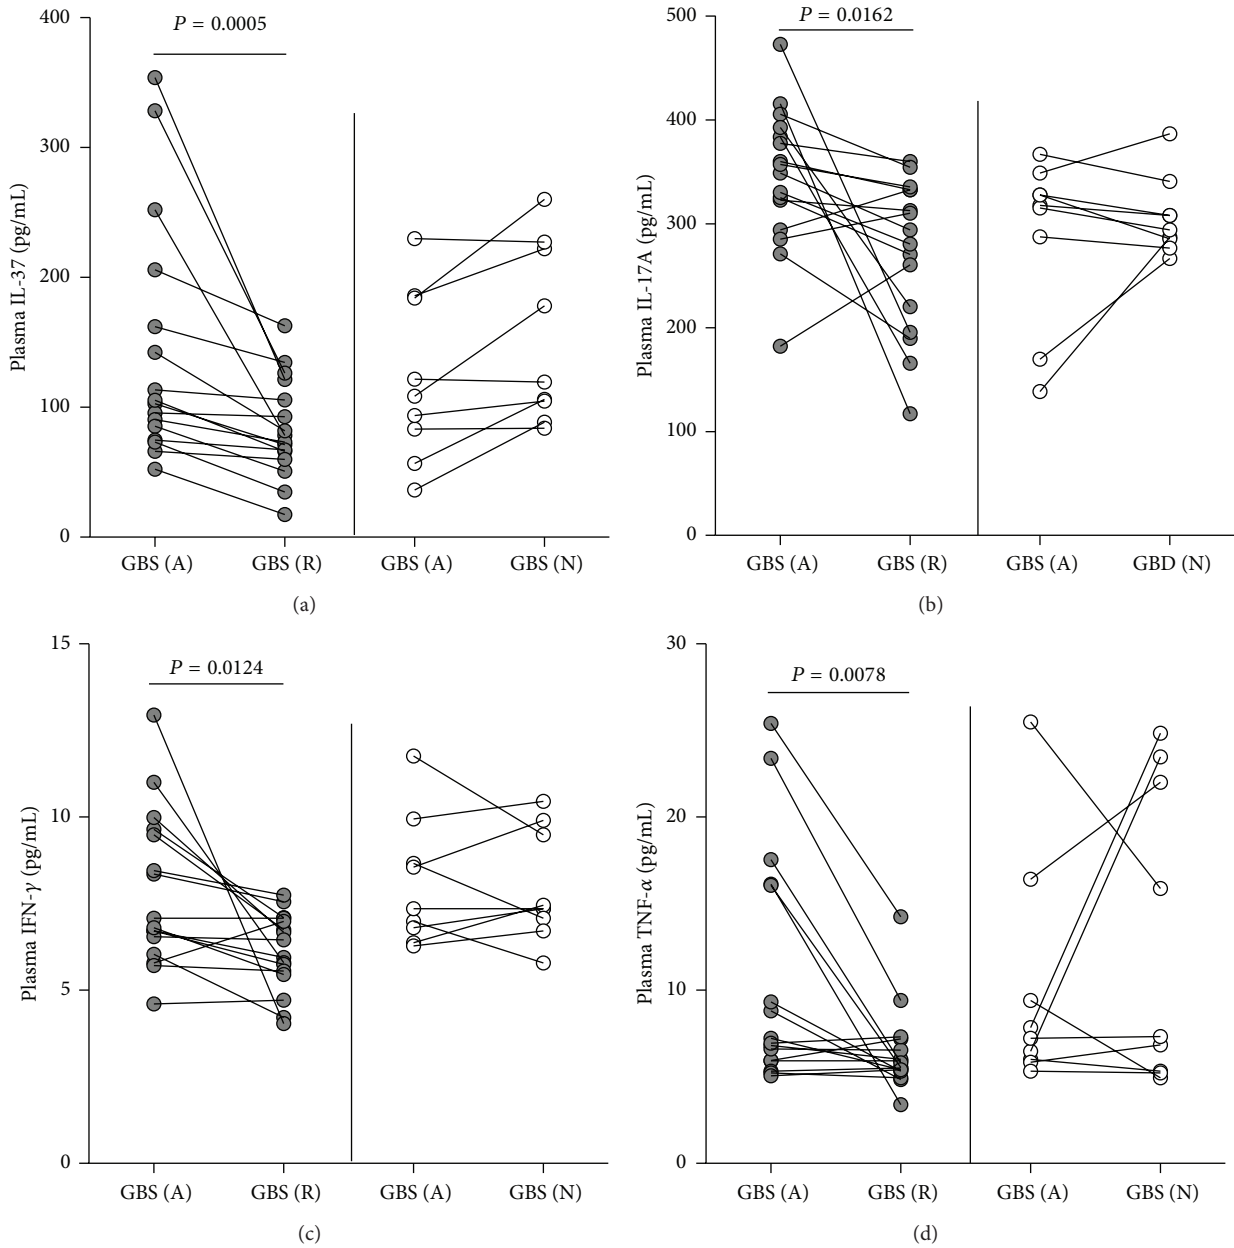 P = 0.0005
400
300
200
100
0
Plasma IL-37 (pg/mL)
GBS (A) GBS (R) GBS (A) GBS (N)
(a)
P = 0.0162
500
400
300
200
100
0
Plasma IL-17A (pg/mL)
GBS (A) GBS (R) GBS (A) GBD (N)
(b)
P = 0.0124
15
10
5
0
Plasma IFN-γ (pg/mL)
GBS (A) GBS (R) GBS (A) GBS (N)
(c)
P = 0.0078
30
20
10
0
Plasma TNF-α (pg/mL)
GBS (A) GBS (R) GBS (A) GBS (N)
(d)